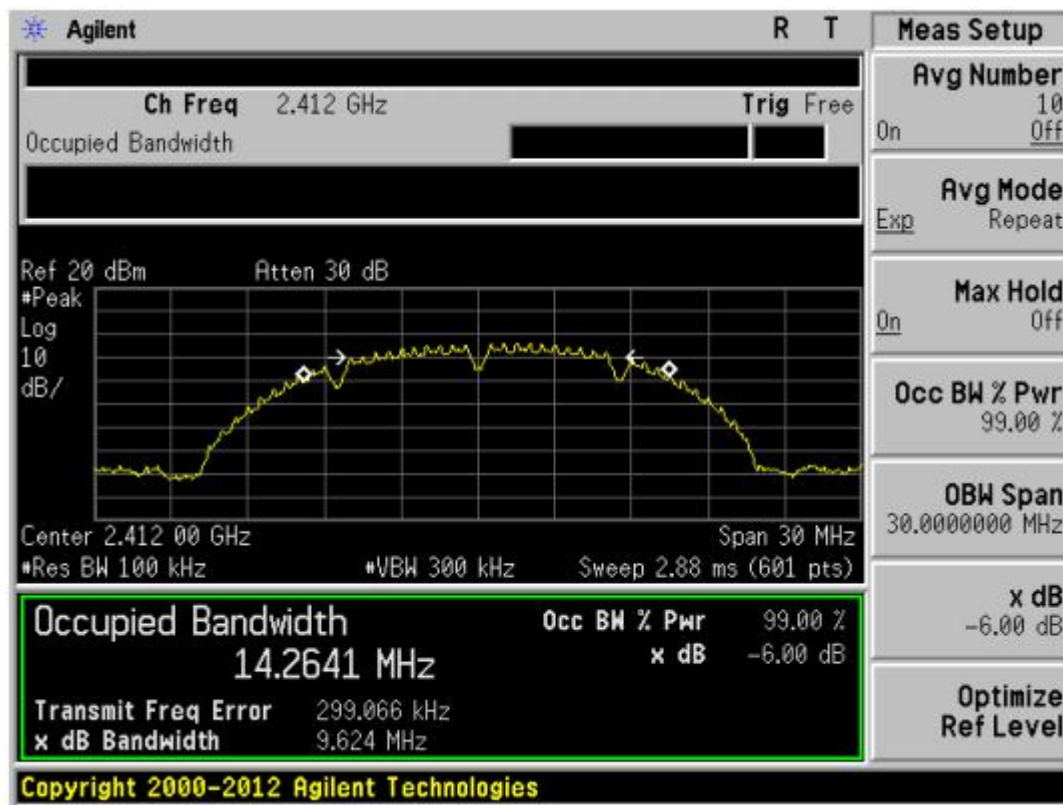 Agilent R T
Meas Setup
Ch Freq 2.412 GHz Trig Free
Occupied Bandwidth
Ref 20 dBm Atten 30 dB
#Peak
Log
10
dB/
Center 2.412 00 GHz Span 30 MHz
#Res BW 100 kHz #VBW 300 kHz Sweep 2.88 ms (601 pts)
Occupied Bandwidth
14.2641 MHz
Occ BW % Pwr 99.00 %
x dB -6.00 dB
Transmit Freq Error 299.066 kHz
x dB Bandwidth 9.624 MHz
Avg Number
10
On Off
Avg Mode
Exp Repeat
Max Hold
On Off
Occ BW % Pwr
99.00 %
OBW Span
30.0000000 MHz
x dB
-6.00 dB
Optimize
Ref Level
Copyright 2000-2012 Agilent Technologies